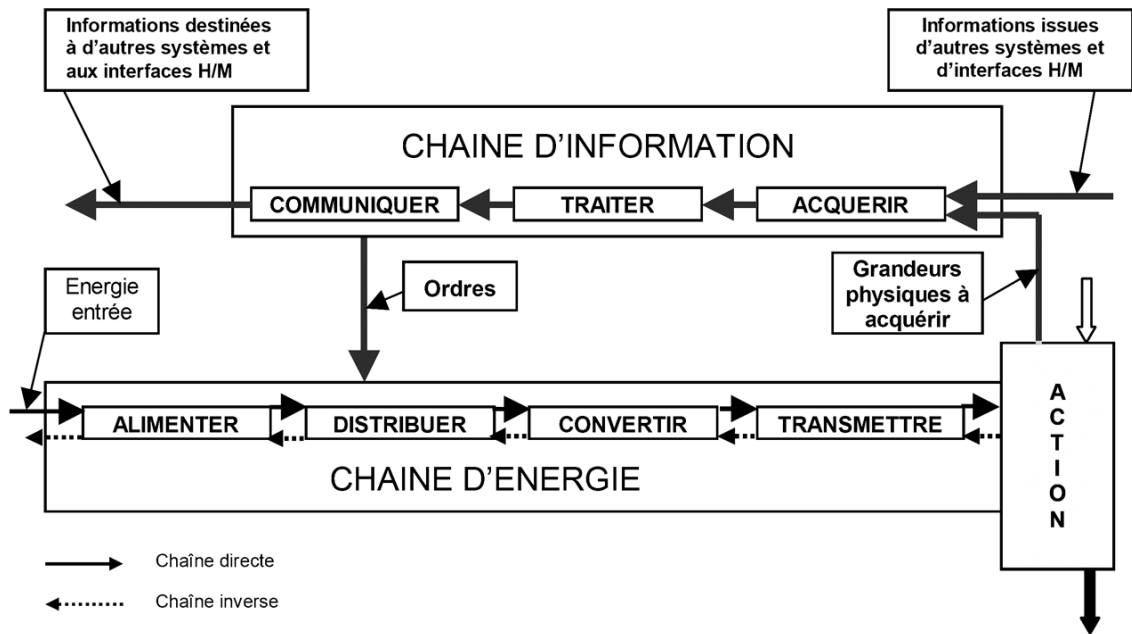 Informations destinées
à d'autres systèmes et
aux interfaces H/M
Informations issues
d'autres systèmes et
d'interfaces H/M
CHAINE D'INFORMATION
COMMUNIQUER
TRAITER
ACQUERIR
Energie
entrée
Ordres
Grandeurs
physiques à
acquérir
ALIMENTER
DISTRIBUER
CONVERTIR
TRANSMETTRE
CHAINE D'ENERGIE
A
C
T
I
O
N
Chaîne directe
Chaîne inverse